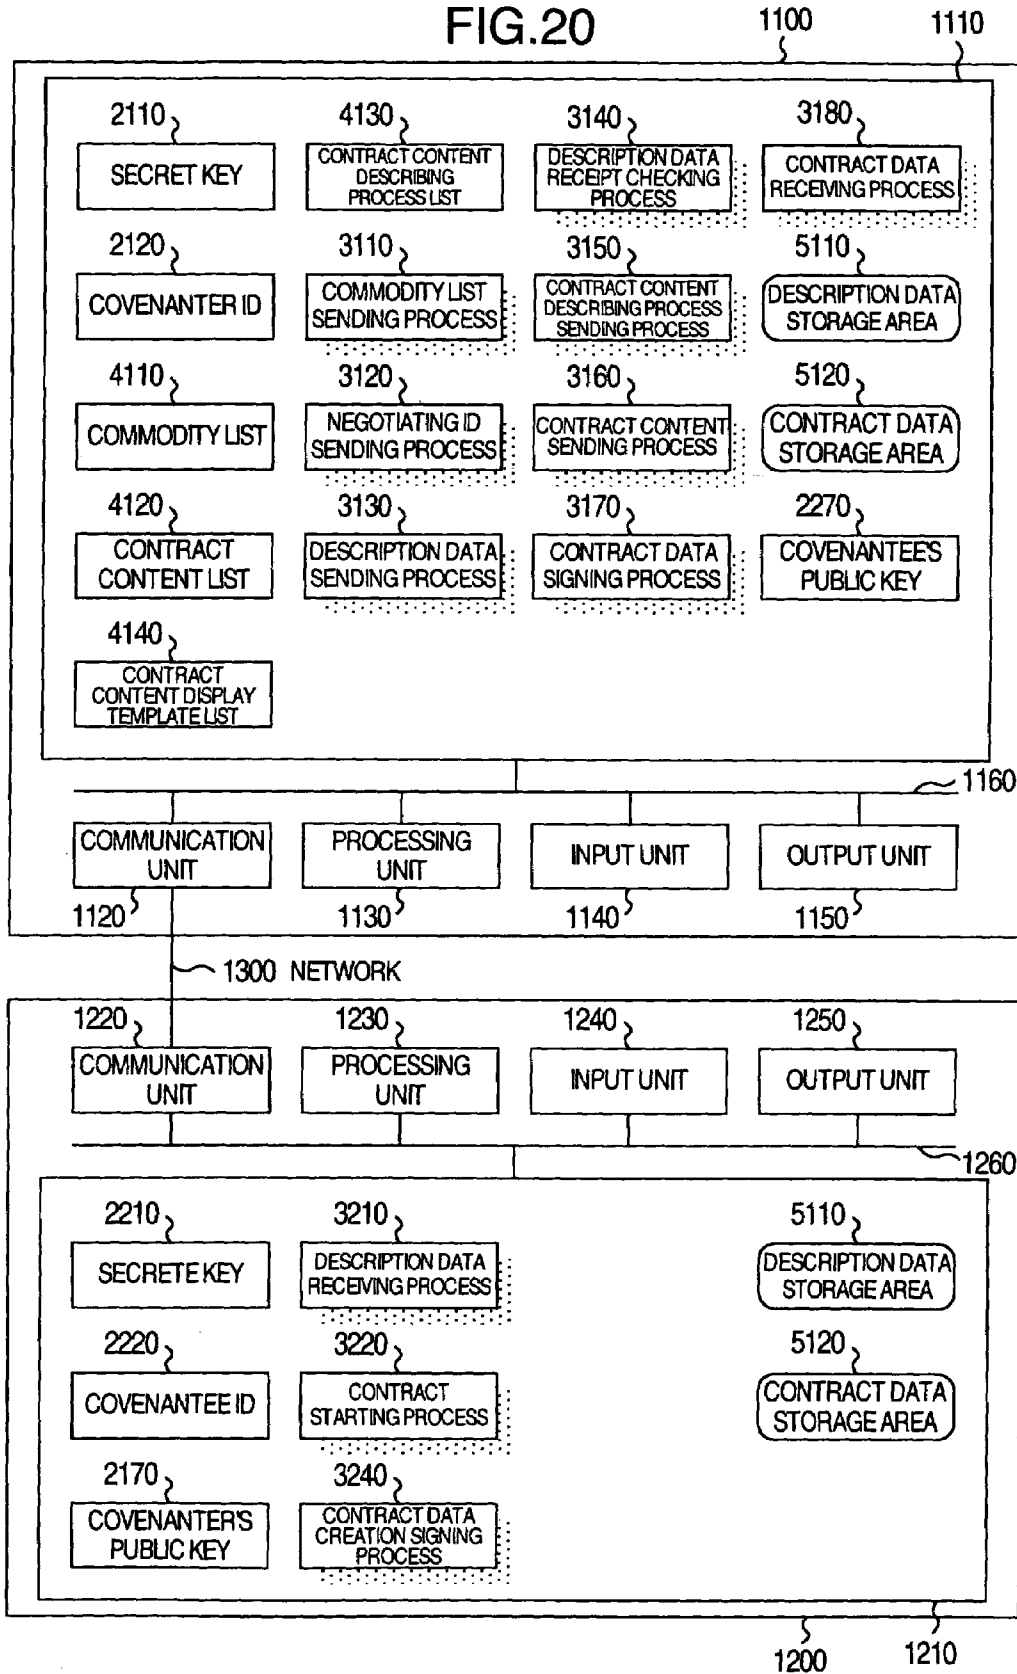 FIG.20
1100
1110
2110
4130
3140
3180
SECRET KEY
CONTRACT CONTENT
DESCRIBING
PROCESS LIST
DESCRIPTION DATA
RECEIPT CHECKING
PROCESS
CONTRACT DATA
RECEIVING PROCESS
2120
3110
3150
5110
COVENANTER ID
COMMODITY LIST
SENDING PROCESS
CONTRACT CONTENT
DESCRIBING PROCESS
SENDING PROCESS
DESCRIPTION DATA
STORAGE AREA
4110
3120
3160
5120
COMMODITY LIST
NEGOTIATING ID
SENDING PROCESS
CONTRACT CONTENT
SENDING PROCESS
CONTRACT DATA
STORAGE AREA
4120
3130
3170
2270
CONTRACT
CONTENT LIST
DESCRIPTION DATA
SENDING PROCESS
CONTRACT DATA
SIGNING PROCESS
COVENANTEE'S
PUBLIC KEY
4140
CONTRACT
CONTENT DISPLAY
TEMPLATE LIST
1160
COMMUNICATION
UNIT
PROCESSING
UNIT
INPUT UNIT
OUTPUT UNIT
1120
1130
1140
1150
1300 NETWORK
1220
1230
1240
1250
COMMUNICATION
UNIT
PROCESSING
UNIT
INPUT UNIT
OUTPUT UNIT
1260
2210
3210
5110
SECRETE KEY
DESCRIPTION DATA
RECEIVING PROCESS
DESCRIPTION DATA
STORAGE AREA
2220
3220
5120
COVENANTEE ID
CONTRACT
STARTING PROCESS
CONTRACT DATA
STORAGE AREA
2170
3240
COVENANTER'S
PUBLIC KEY
CONTRACT DATA
CREATION SIGNING
PROCESS
1200
1210